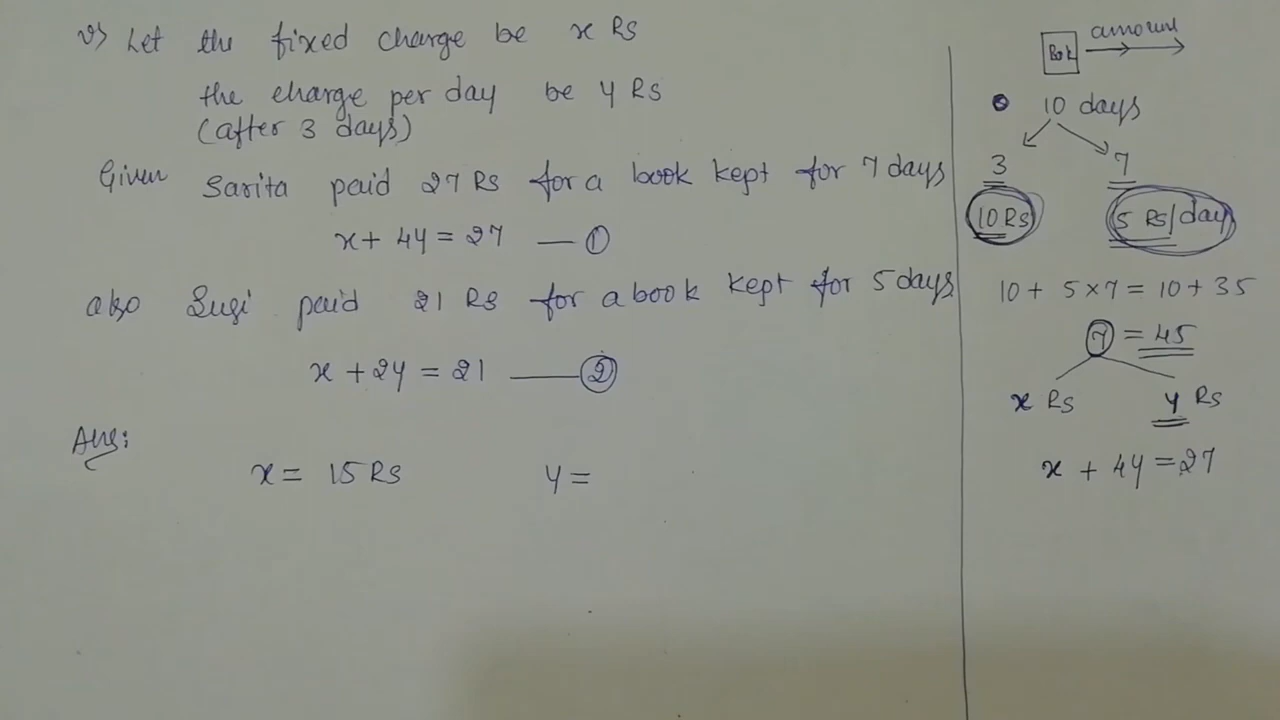 v) Let the fixed charge be x Rs
the charge per day be y Rs
(after 3 days)
Given Sarita paid 27 Rs for a book kept for 7 days
x + 4y = 27 — ①
also Susi paid 21 Rs for a book kept for 5 days
x + 2y = 21 — ②
Ans:
x = 15 Rs y =
amount
10 days
3 7
10 Rs 5 Rs/day
10 + 5 × 7 = 10 + 35
⑦ = 45
x Rs y Rs
x + 4y = 27